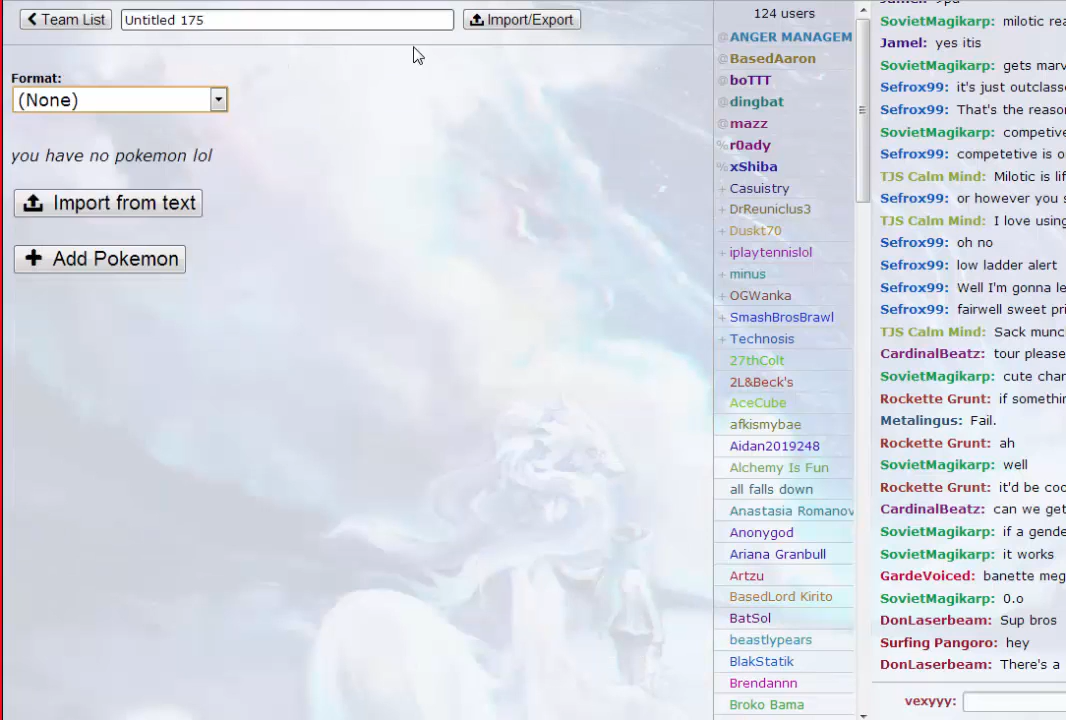 Team List
Untitled 175
Import/Export
Format:
(None)
you have no pokemon lol
Import from text
Add Pokemon
124 users
@ANGER MANAGEM
@BasedAaron
@boTTT
@dingbat
@mazz
%r0ady
%xShiba
+Casuistry
+DrReuniclus3
+Duskt70
+iplaytennislol
+minus
+OGWanka
+SmashBrosBrawl
+Technosis
27thColt
2L&Beck's
AceCube
afkismybae
Aidan2019248
Alchemy Is Fun
all falls down
Anastasia Romanov
Anonygod
Ariana Granbull
Artzu
BasedLord Kirito
BatSol
beastlypears
BlakStatik
Brendannn
Broko Bama
SovietMagikarp: milotic rea
Jamel: yes itis
SovietMagikarp: gets marv
Sefrox99: it's just outclass
Sefrox99: That's the reaso
SovietMagikarp: competive
Sefrox99: competetive is o
TJS Calm Mind: Milotic is lif
Sefrox99: or however you s
TJS Calm Mind: I love using
Sefrox99: oh no
Sefrox99: low ladder alert
Sefrox99: Well I'm gonna le
Sefrox99: fairwell sweet pri
TJS Calm Mind: Sack munc
CardinalBeatz: tour please
SovietMagikarp: cute char
Rockette Grunt: if somethin
Metalingus: Fail.
Rockette Grunt: ah
SovietMagikarp: well
Rockette Grunt: it'd be coo
CardinalBeatz: can we get
SovietMagikarp: if a gende
SovietMagikarp: it works
GardeVoiced: banette meg
SovietMagikarp: 0.o
DonLaserbeam: Sup bros
Surfing Pangoro: hey
DonLaserbeam: There's a
vexyyy: